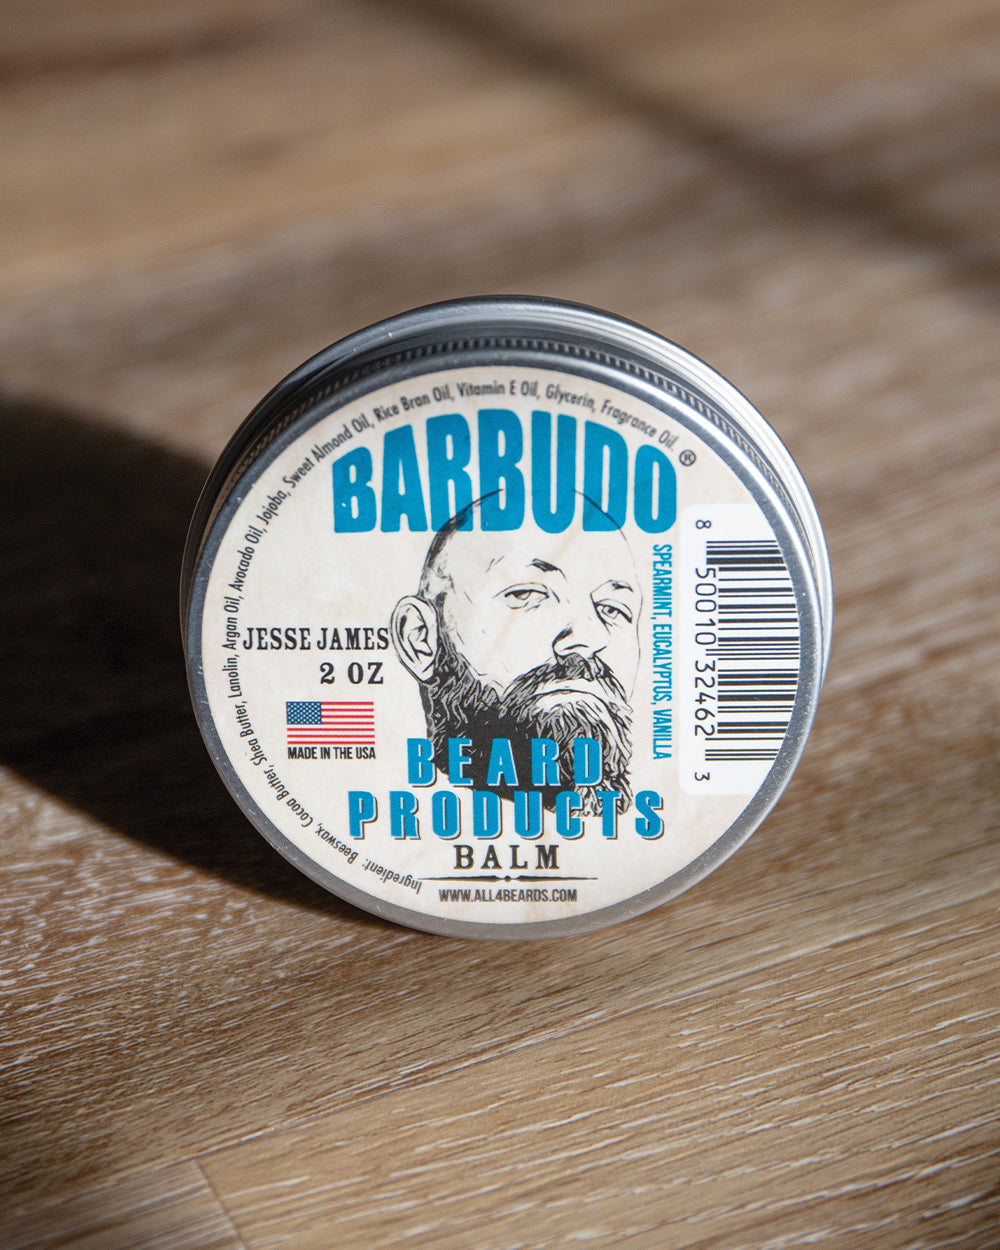 Ingredient: Beeswax, Cocoa Butter, Shea Butter, Lanolin, Argan Oil, Avocado Oil, Jojoba, Sweet Almond Oil, Rice Bran Oil, Vitamin E Oil, Glycerin, Fragrance Oil.
BARBUDO®
SPEARMINT, EUCALYPTUS, VANILLA
8 50010 32462 3
JESSE JAMES
2 OZ
MADE IN THE USA
BEARD
PRODUCTS
BALM
WWW.ALL4BEARDS.COM